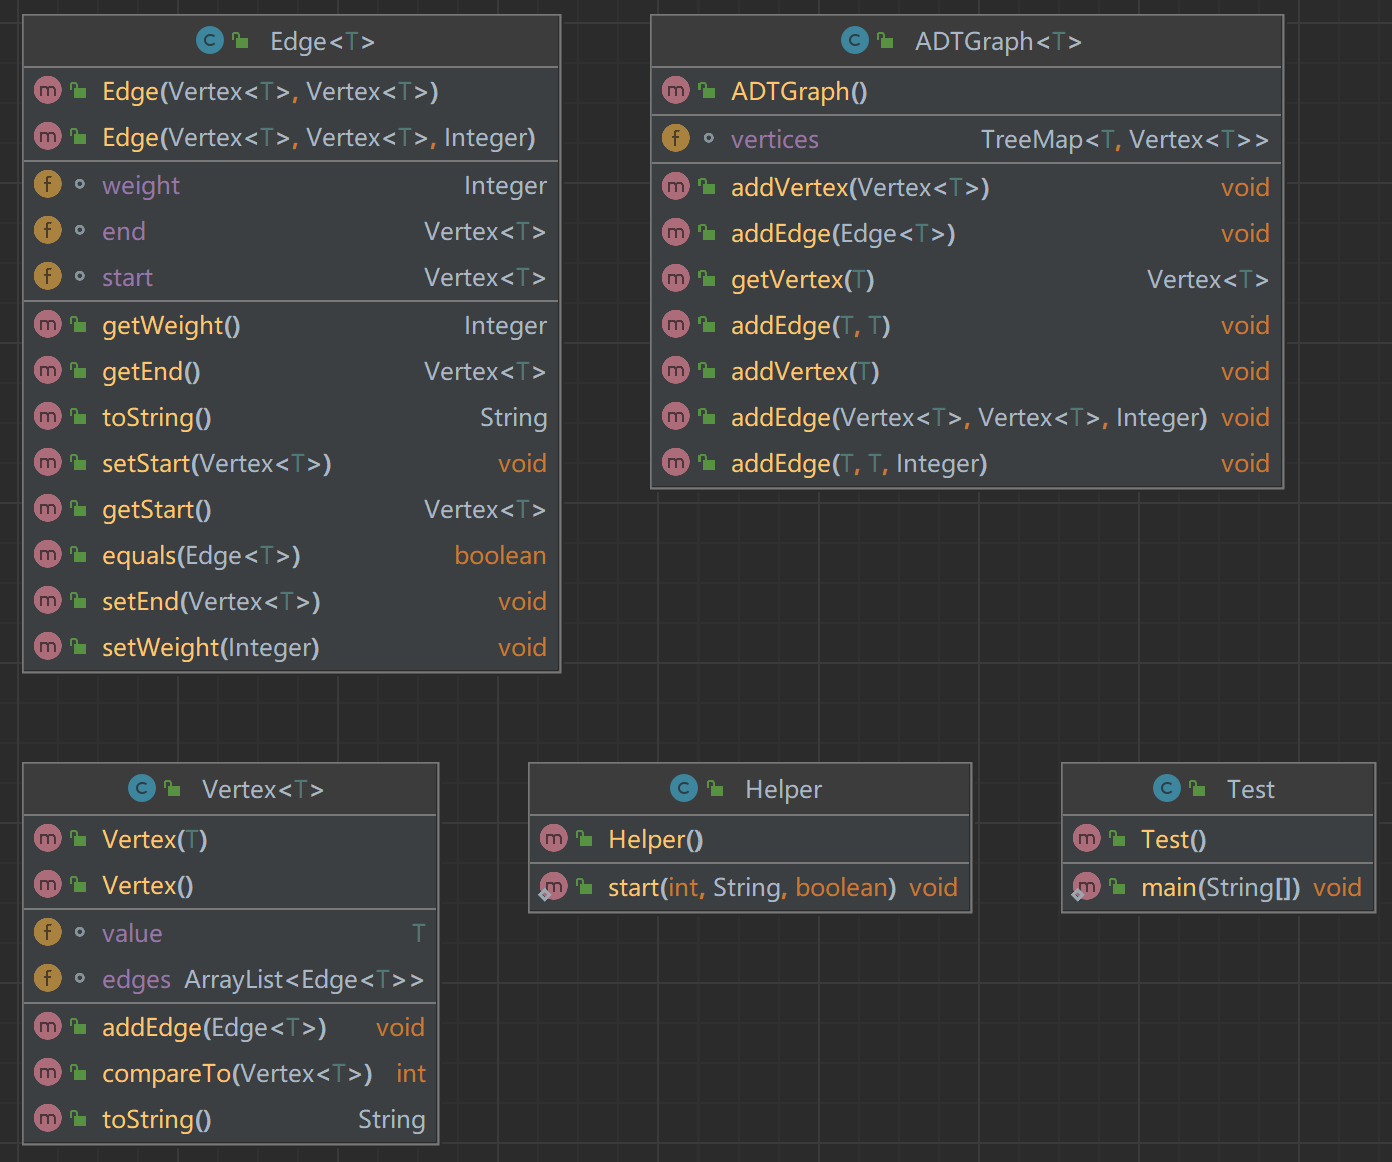 Edge<T>
Edge(Vertex<T>, Vertex<T>)
Edge(Vertex<T>, Vertex<T>, Integer)
weight Integer
end Vertex<T>
start Vertex<T>
getWeight() Integer
getEnd() Vertex<T>
toString() String
setStart(Vertex<T>) void
getStart() Vertex<T>
equals(Edge<T>) boolean
setEnd(Vertex<T>) void
setWeight(Integer) void
ADTGraph<T>
ADTGraph()
vertices TreeMap<T, Vertex<T>>
addVertex(Vertex<T>) void
addEdge(Edge<T>) void
getVertex(T) Vertex<T>
addEdge(T, T) void
addVertex(T) void
addEdge(Vertex<T>, Vertex<T>, Integer) void
addEdge(T, T, Integer) void
Vertex<T>
Vertex(T)
Vertex()
value T
edges ArrayList<Edge<T>>
addEdge(Edge<T>) void
compareTo(Vertex<T>) int
toString() String
Helper
Helper()
start(int, String, boolean) void
Test
Test()
main(String[]) void